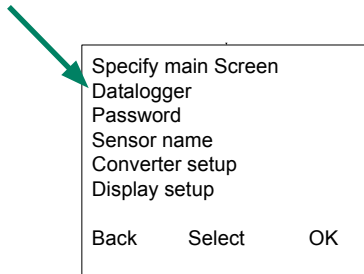 Specify main Screen
Datalogger
Password
Sensor name
Converter setup
Display setup
Back Select OK